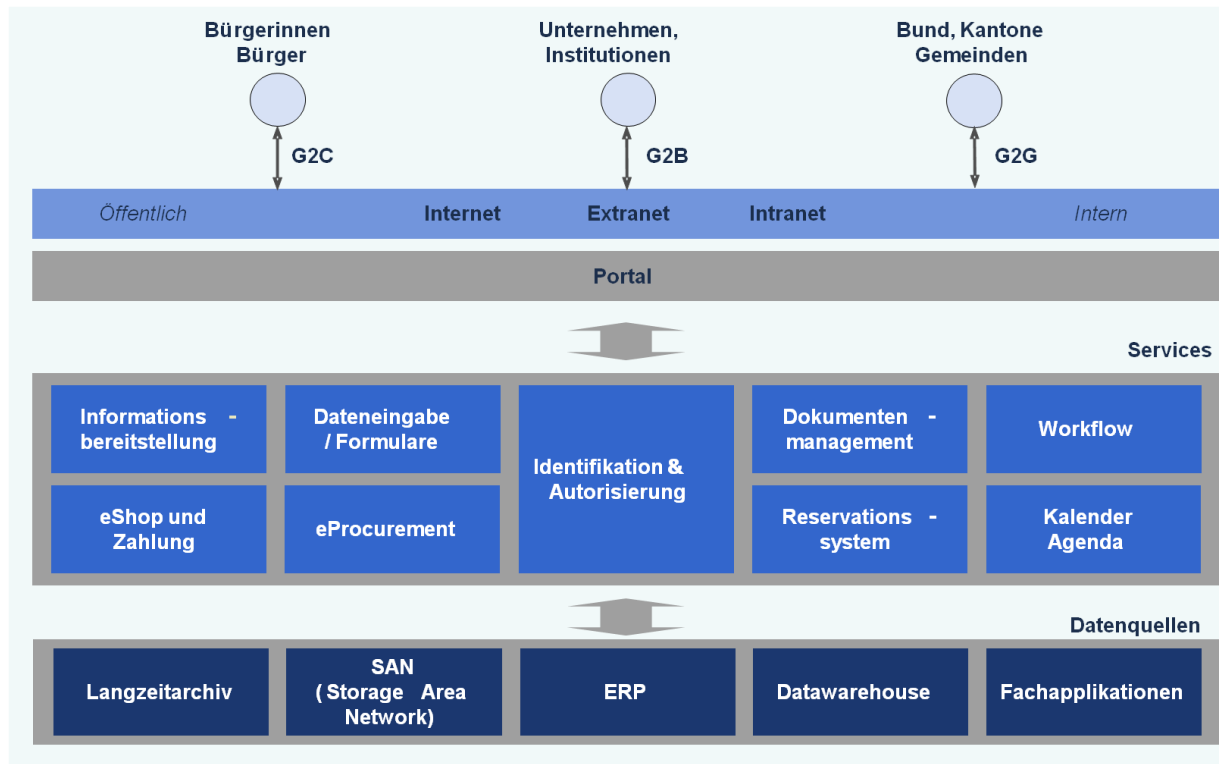 Bürgerinnen
Bürger
Unternehmen,
Institutionen
Bund, Kantone
Gemeinden
G2C
G2B
G2G
Öffentlich
Internet
Extranet
Intranet
Intern
Portal
Services
Informations -
bereitstellung
Dateneingabe
/ Formulare
Identifikation &
Autorisierung
Dokumenten -
management
Workflow
eShop und
Zahlung
eProcurement
Reservations -
system
Kalender
Agenda
Datenquellen
Langzeitarchiv
SAN
( Storage Area
Network)
ERP
Datawarehouse
Fachapplikationen